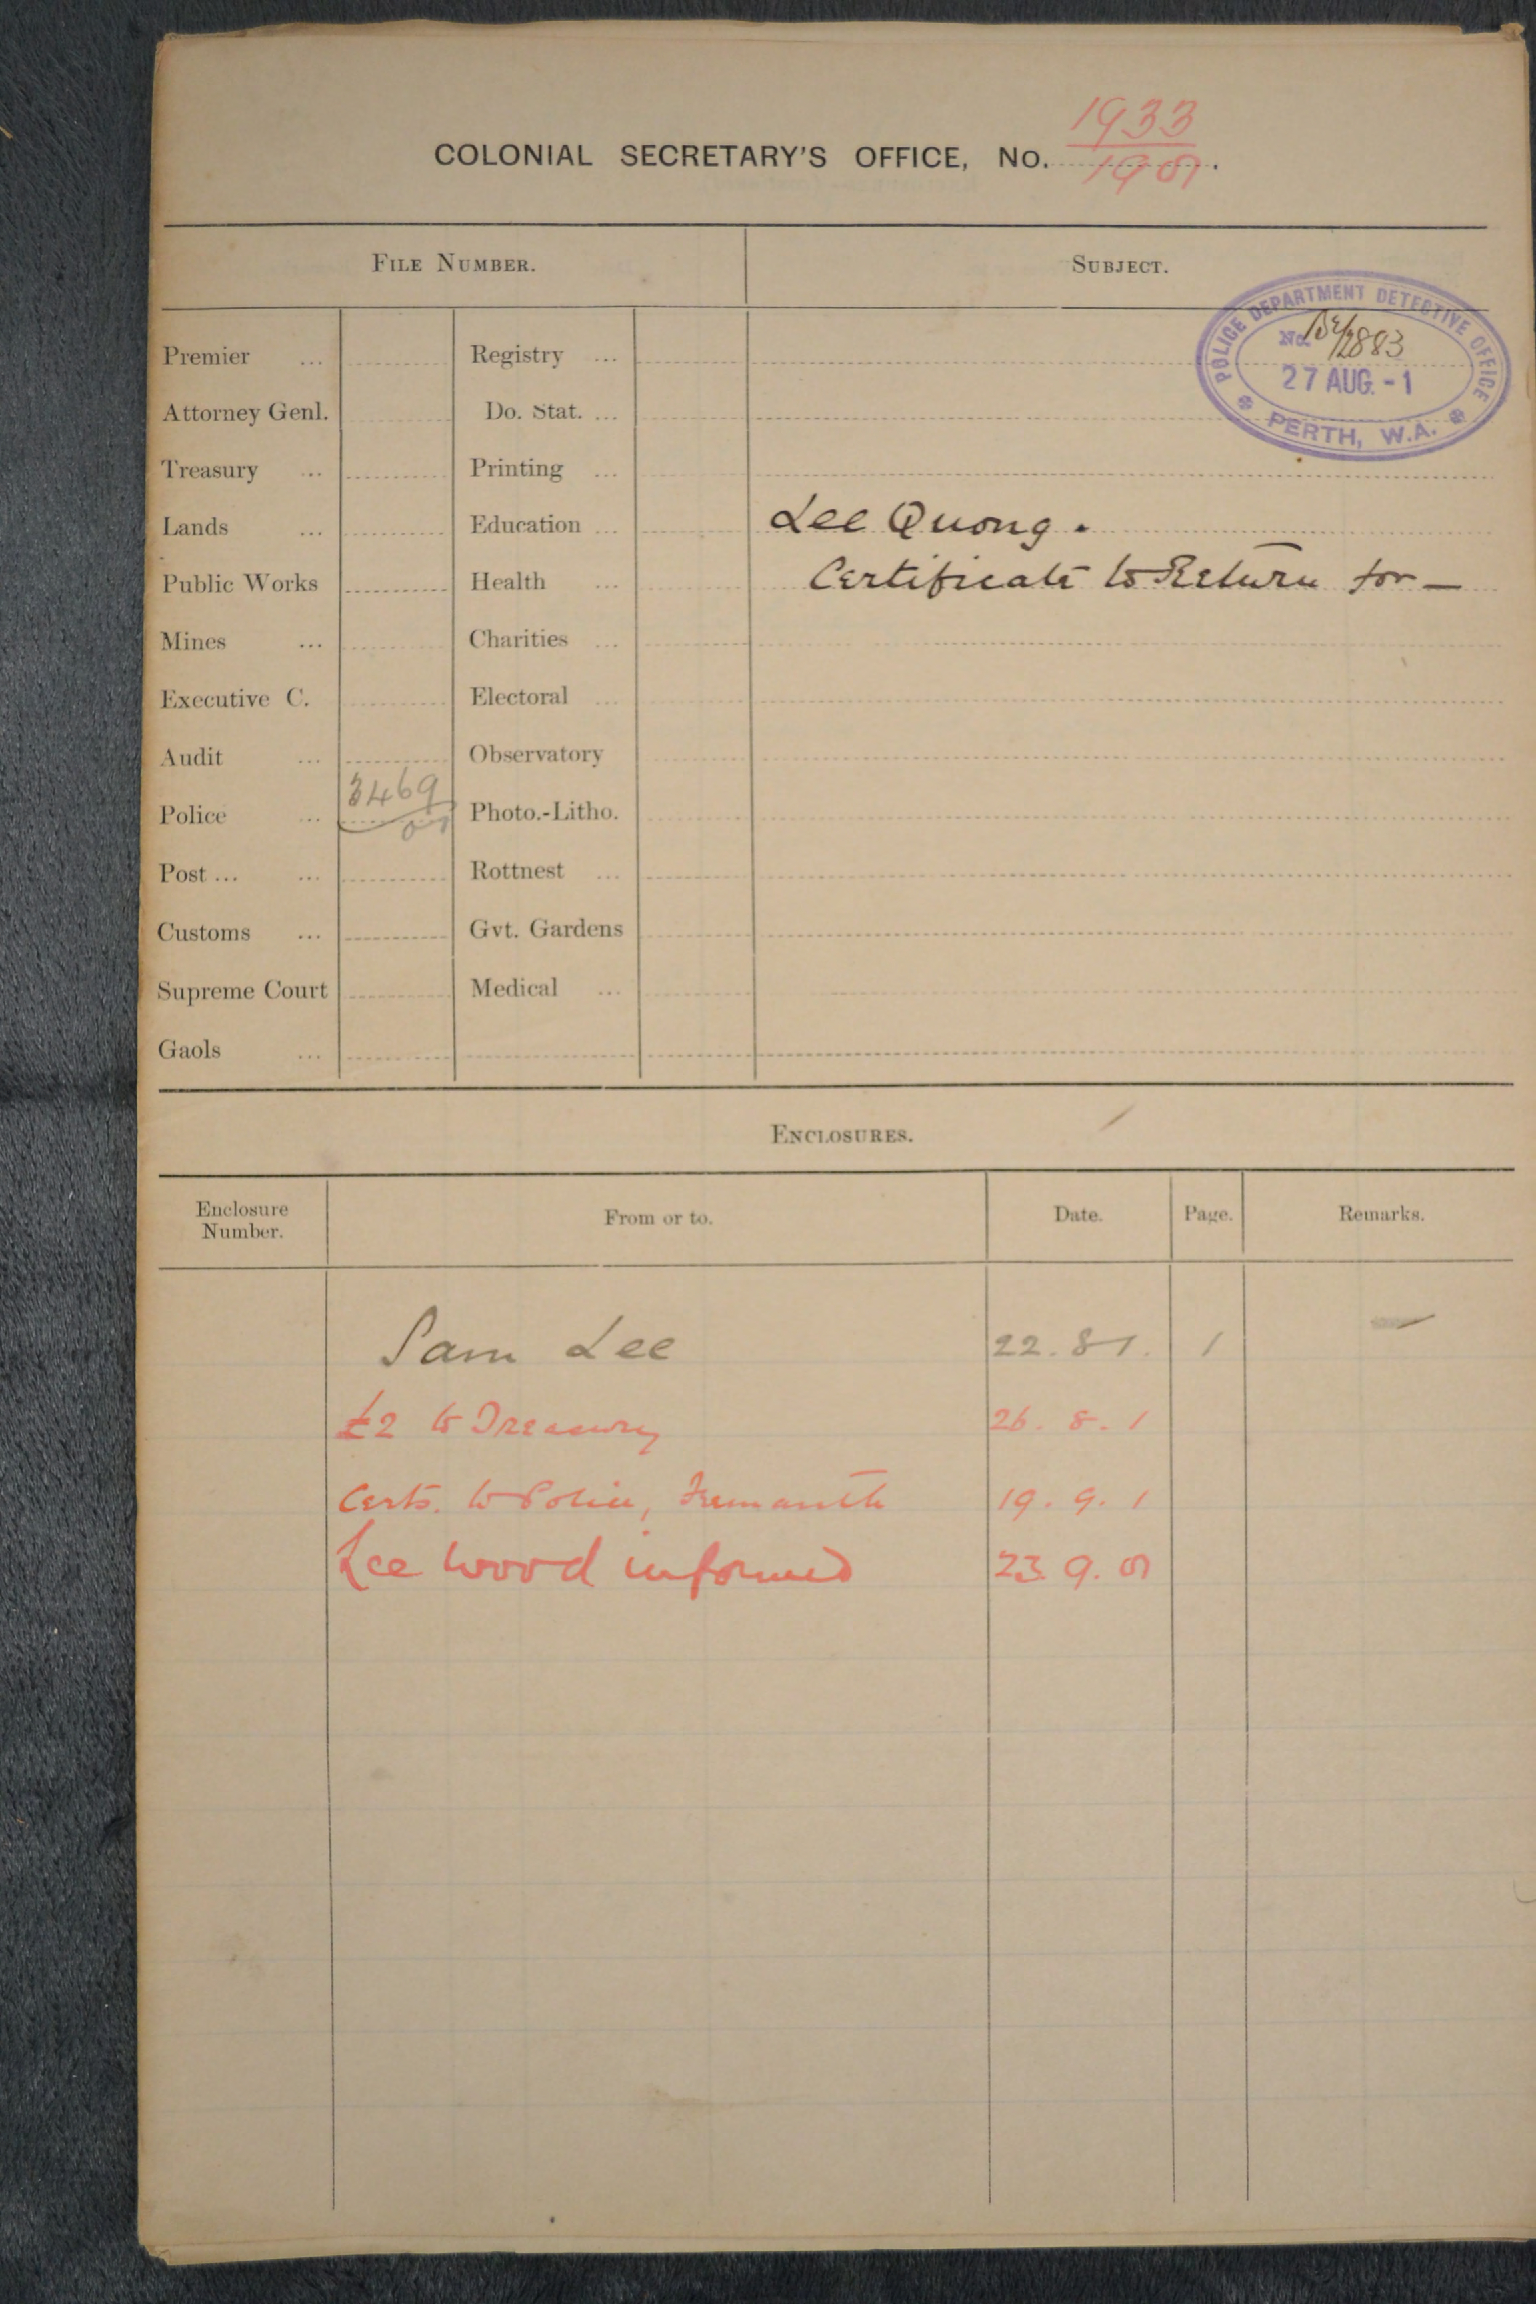 1933
COLONIAL SECRETARY'S OFFICE, No. 1901.
FILE NUMBER. SUBJECT.
POLICE DEPARTMENT DETECTIVE OFFICE
No. 2883
27 AUG. -1
PERTH, W.A.
Premier ... Registry ...
Attorney Genl. Do. Stat. ...
Treasury ... Printing ...
Lands ... Education ... Lee Quong.
Public Works Health ... Certificate to Return for —
Mines ... Charities ...
Executive C. Electoral ...
Audit ... Observatory
Police ... 3469/01 Photo.-Litho.
Post ... ... Rottnest ...
Customs ... Gvt. Gardens
Supreme Court Medical ...
Gaols ...
ENCLOSURES.
Enclosure Number. From or to. Date. Page. Remarks.
Sam Lee 22.8.1. 1
£2 to Treasury 26.8.1
Certs. to Police, Fremantle 19.9.1
Lee Wood informed 23.9.01